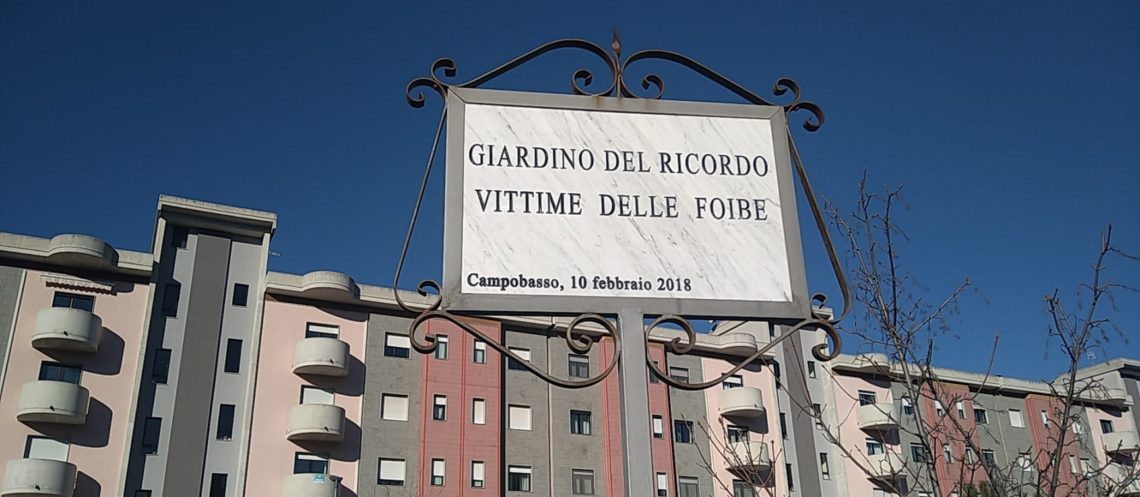 GIARDINO DEL RICORDO
VITTIME DELLE FOIBE
Campobasso, 10 febbraio 2018